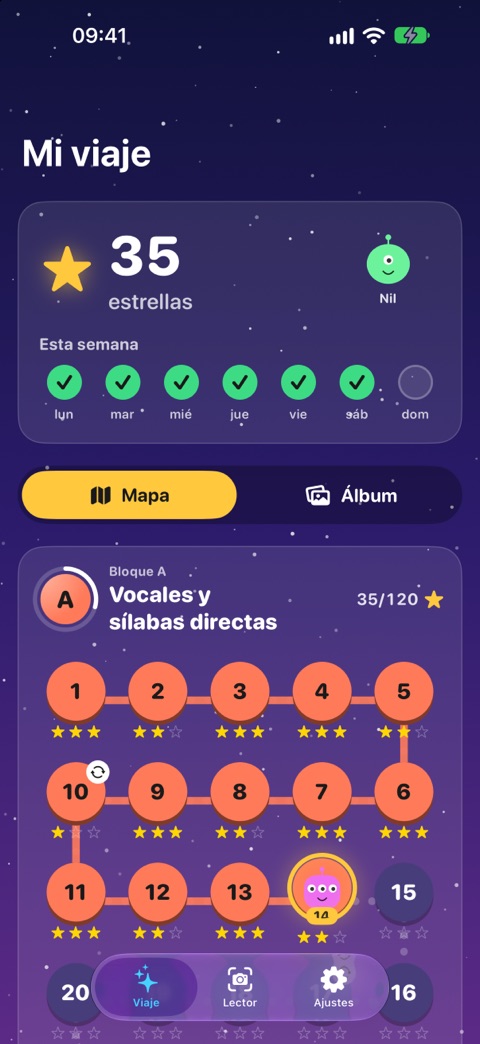 09:41
Mi viaje
35
estrellas
Nil
Esta semana
lun mar mié jue vie sáb dom
Mapa Álbum
A
Bloque A
Vocales y
sílabas directas
35/120
1 2 3 4 5
10 9 8 7 6
11 12 13 14 15
20 16
Viaje Lector Ajustes